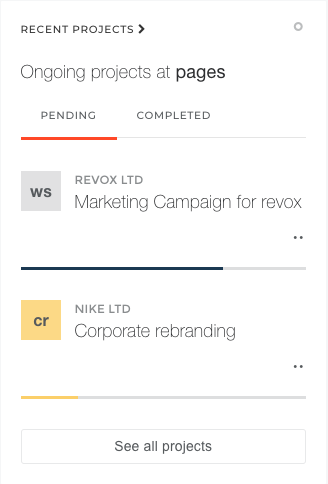 RECENT PROJECTS
Ongoing projects at pages
PENDING COMPLETED
ws
REVOX LTD
Marketing Campaign for revox
cr
NIKE LTD
Corporate rebranding
See all projects